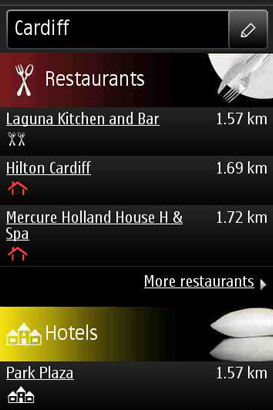 Cardiff
Restaurants
Laguna Kitchen and Bar 1.57 km
Hilton Cardiff 1.69 km
Mercure Holland House H & 1.72 km
Spa
More restaurants
Hotels
Park Plaza 1.57 km